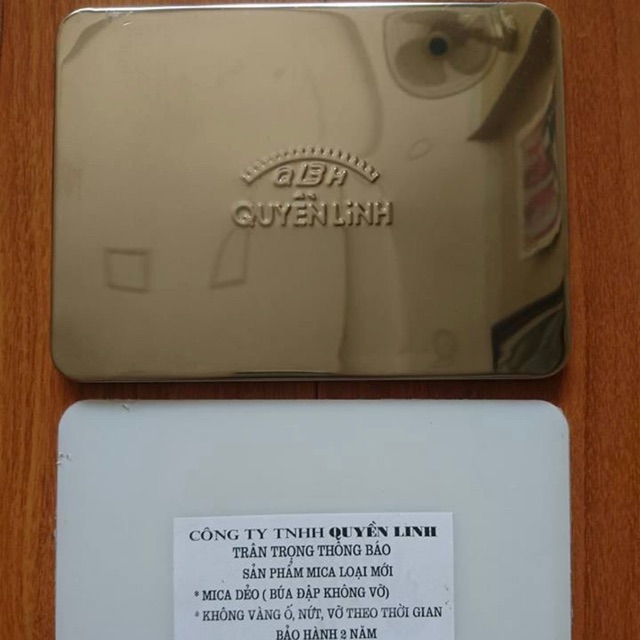 QBH
QUYỀN LiNH
CÔNG TY TNHH QUYỀN LINH
TRÂN TRỌNG THÔNG BÁO
SẢN PHẨM MICA LOẠI MỚI
* MICA DẺO ( BÚA ĐẬP KHÔNG VỠ)
* KHÔNG VÀNG Ố, NỨT, VỠ THEO THỜI GIAN
BẢO HÀNH 2 NĂM